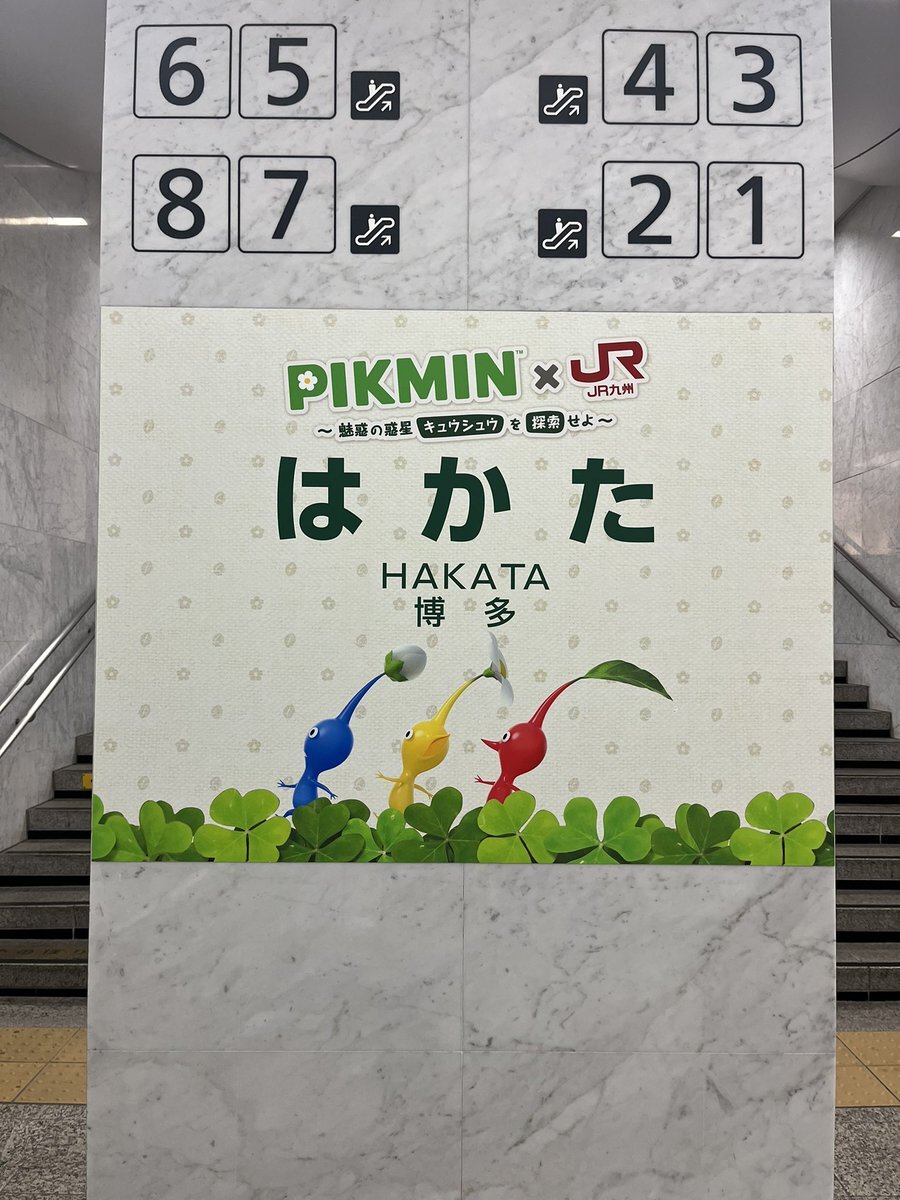 6 5 4 3
8 7 2 1
PIKMIN™ × JR JR九州
～魅惑の惑星 キュウシュウ を 探索 せよ～
はかた
HAKATA
博多